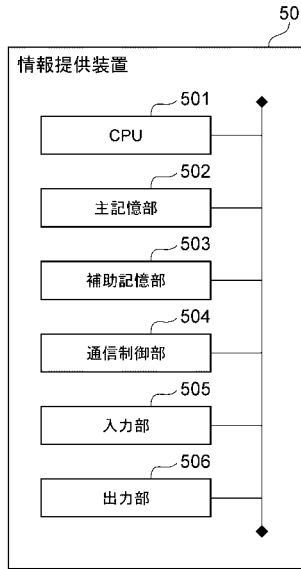 50
情報提供装置
501
CPU
502
主記憶部
503
補助記憶部
504
通信制御部
505
入力部
506
出力部